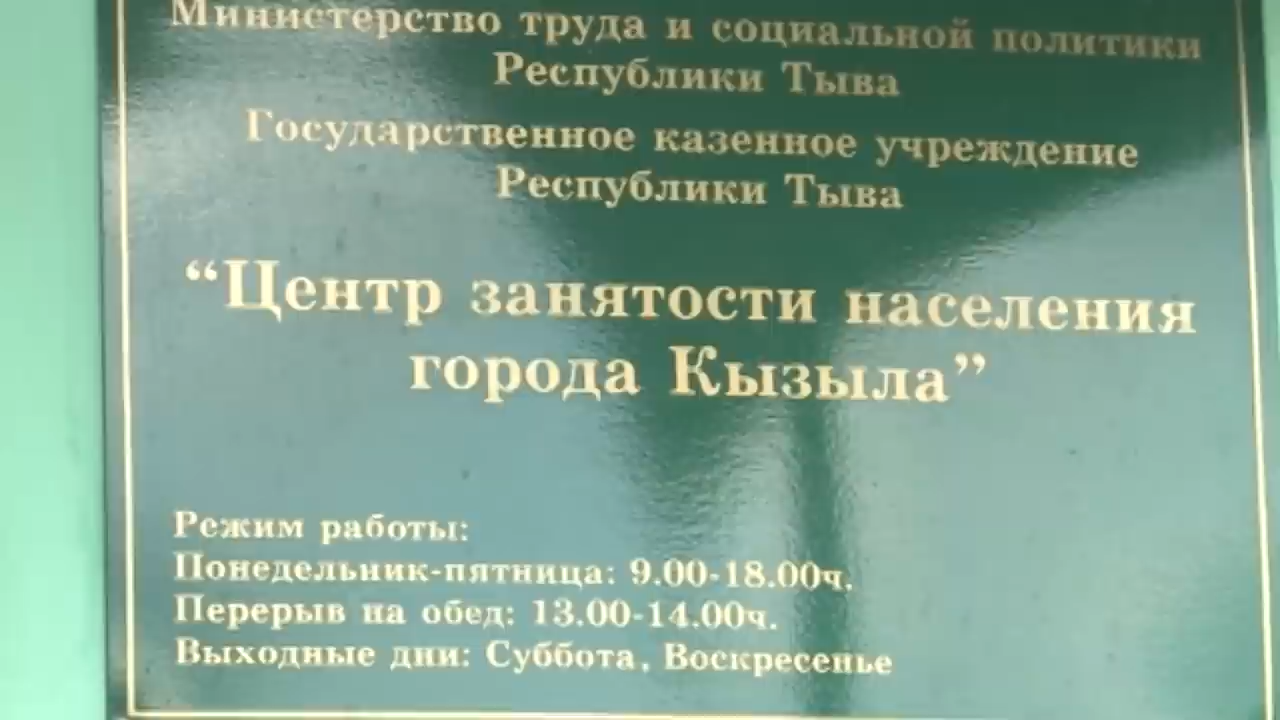 Министерство труда и социальной политики
Республики Тыва
Государственное казенное учреждение
Республики Тыва
“Центр занятости населения
города Кызыла”
Режим работы:
Понедельник-пятница: 9.00-18.00ч.
Перерыв на обед: 13.00-14.00ч.
Выходные дни: Суббота, Воскресенье